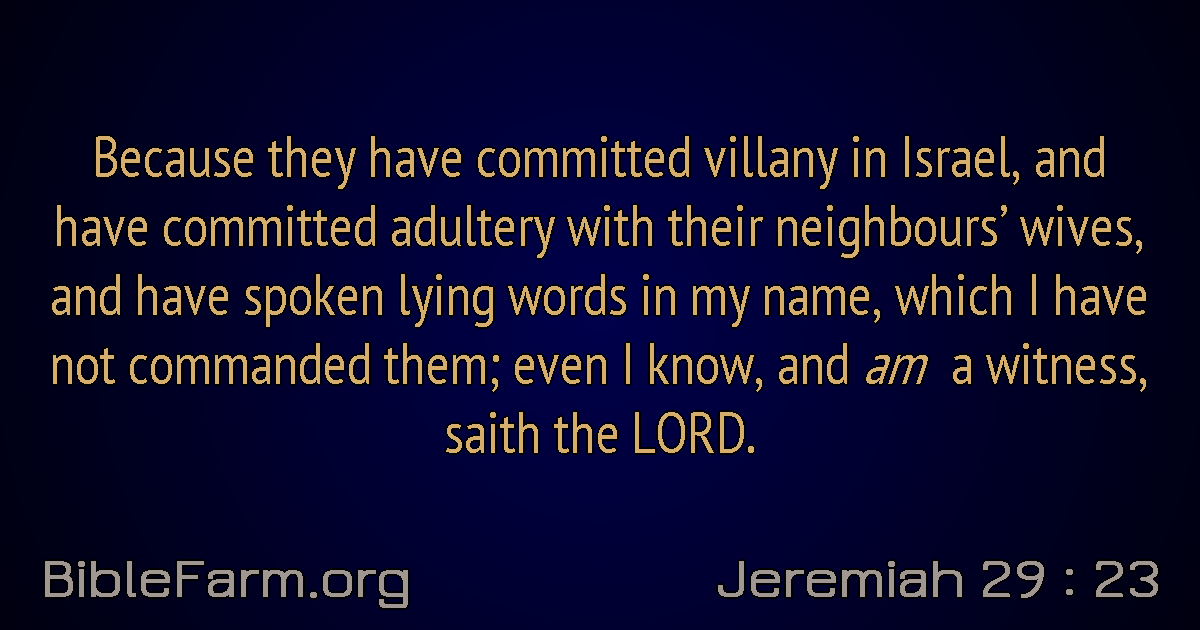 Because they have committed villany in Israel, and
have committed adultery with their neighbours’ wives,
and have spoken lying words in my name, which I have
not commanded them; even I know, and am a witness,
saith the LORD.
BibleFarm.org
Jeremiah 29 : 23